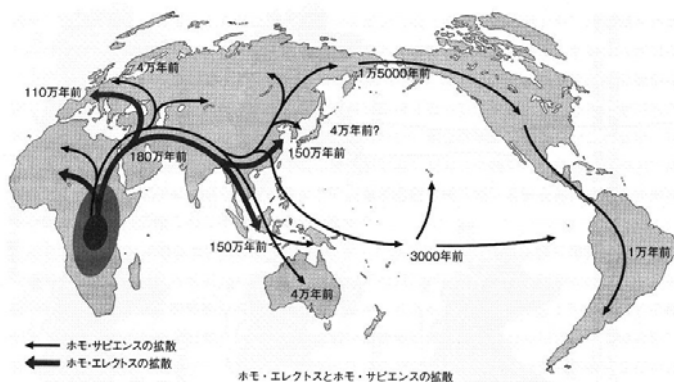 4万年前
110万年前
1万5000年前
4万年前?
180万年前
150万年前
150万年前
3000年前
1万年前
4万年前
ホモ・サピエンスの拡散
ホモ・エレクトスの拡散
ホモ・エレクトスとホモ・サピエンスの拡散